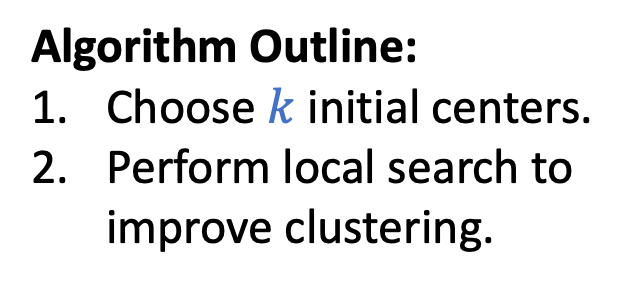 Algorithm Outline:
1. Choose k initial centers.
2. Perform local search to
improve clustering.